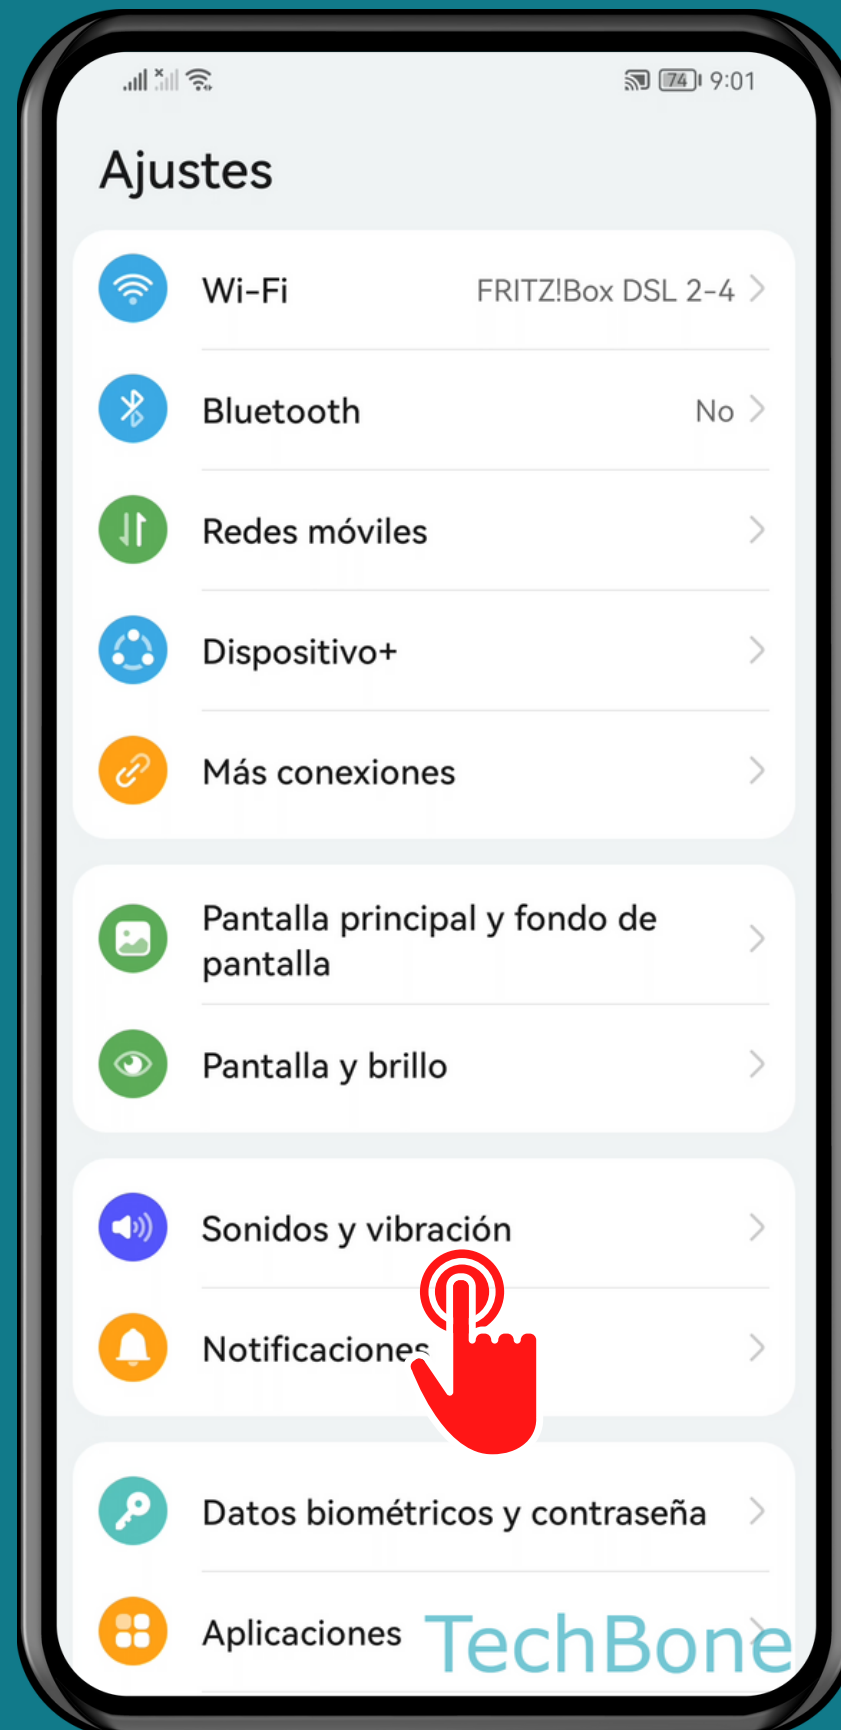 74 9:01
Ajustes
Wi-Fi FRITZ!Box DSL 2-4
Bluetooth No
Redes móviles
Dispositivo+
Más conexiones
Pantalla principal y fondo de
pantalla
Pantalla y brillo
Sonidos y vibración
Notificaciones
Datos biométricos y contraseña
Aplicaciones
TechBone